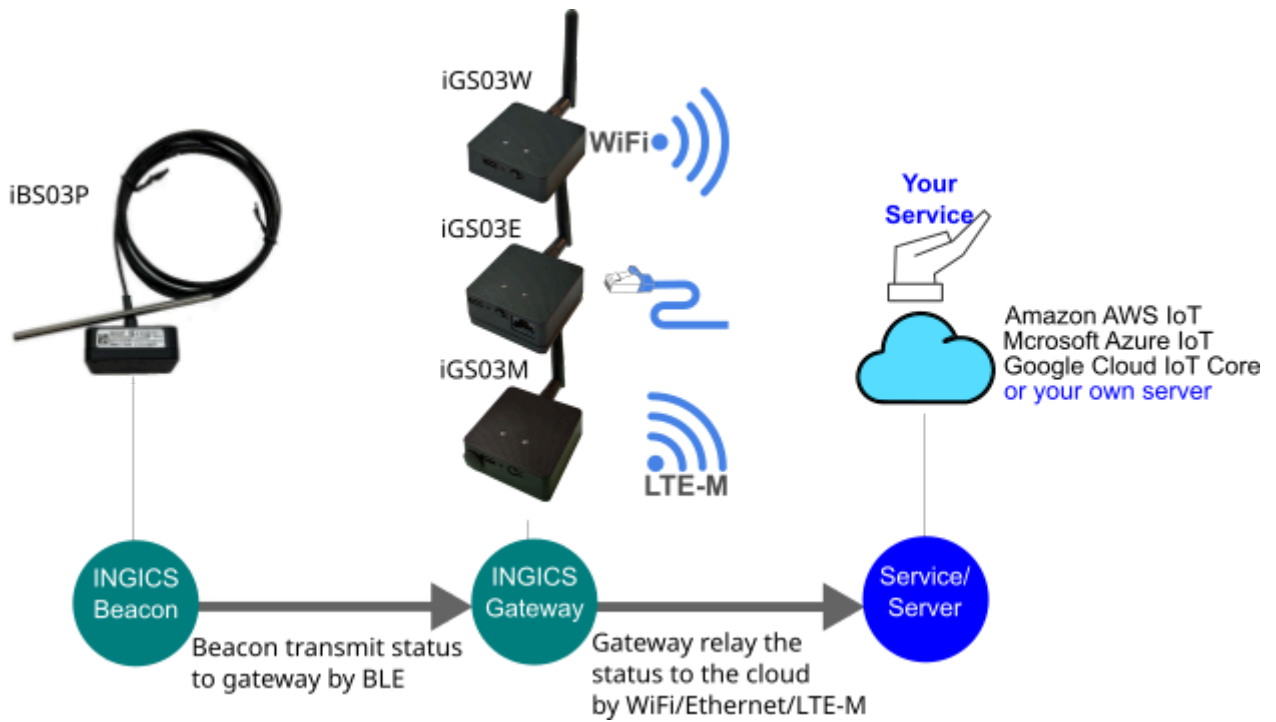 iGS03W
WiFi
iBS03P
Your
Service
iGS03E
Amazon AWS IoT
Mcrosoft Azure IoT
Google Cloud IoT Core
or your own server
iGS03M
LTE-M
INGICS
Beacon
INGICS
Gateway
Service/
Server
Beacon transmit status
to gateway by BLE
Gateway relay the
status to the cloud
by WiFi/Ethernet/LTE-M